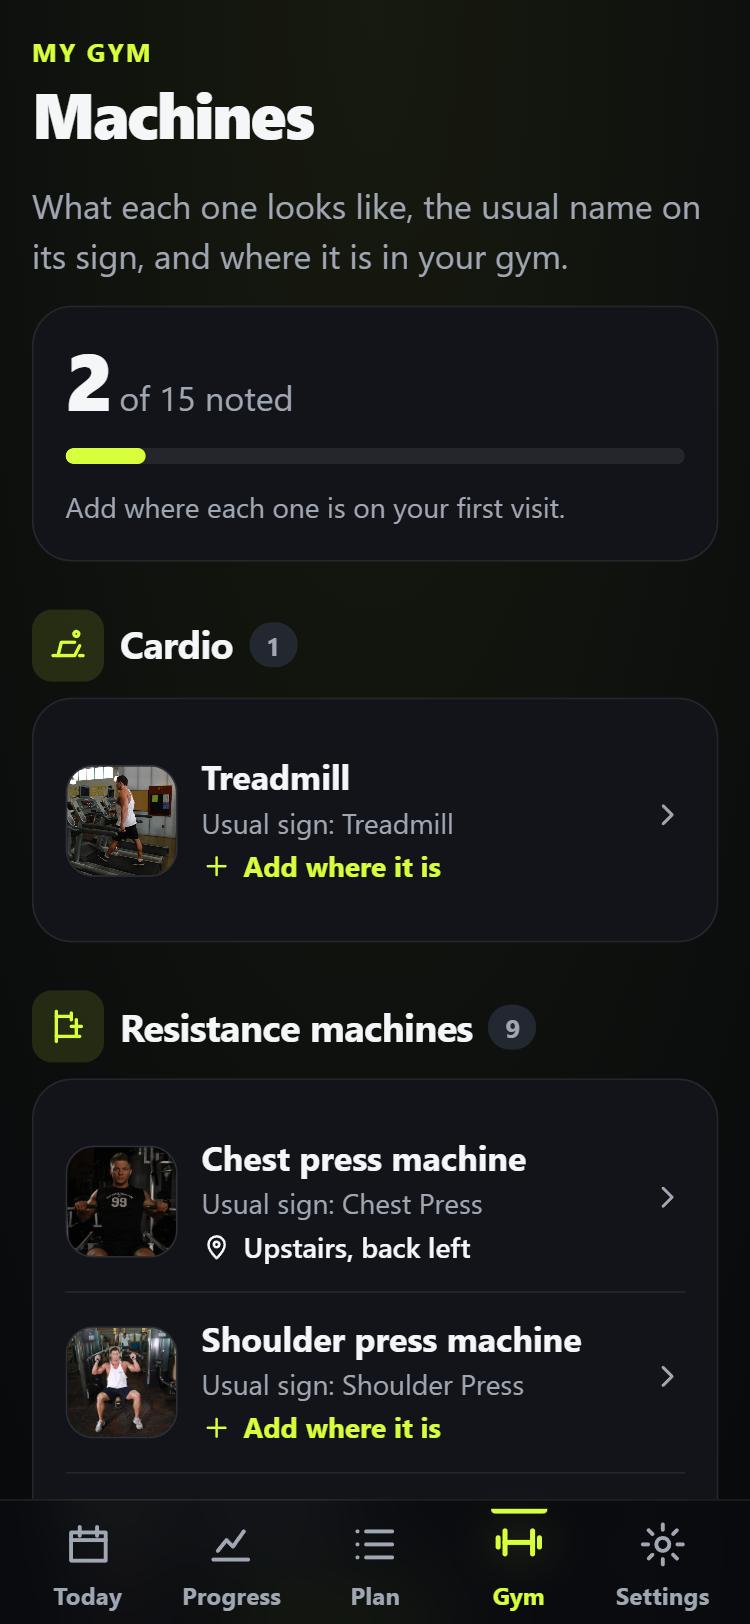 MY GYM
Machines
What each one looks like, the usual name on
its sign, and where it is in your gym.
2 of 15 noted
Add where each one is on your first visit.
Cardio 1
Treadmill
Usual sign: Treadmill
+ Add where it is
Resistance machines 9
Chest press machine
Usual sign: Chest Press
Upstairs, back left
99
Shoulder press machine
Usual sign: Shoulder Press
+ Add where it is
Today Progress Plan Gym Settings